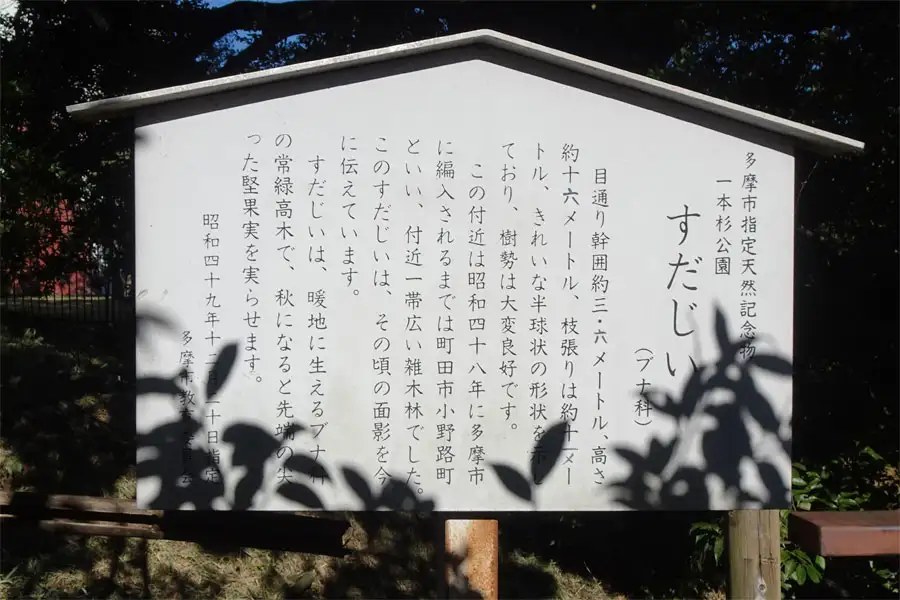 多摩市指定天然記念物
一本杉公園
すだじい
(ブナ科)
目通り幹囲約三・六メートル、高さ
約十六メートル、枝張りは約十一メー
トル、きれいな半球状の形状を示し
ており、樹勢は大変良好です。
この付近は昭和四十八年に多摩市
に編入されるまでは町田市小野路町
といい、付近一帯広い雑木林でした。
このすだじいは、その頃の面影を今
に伝えています。
すだじいは、暖地に生えるブナ科
の常緑高木で、秋になると先端の尖
った堅果実を実らせます。
昭和四十九年十二月二十日指定
多摩市教育委員会